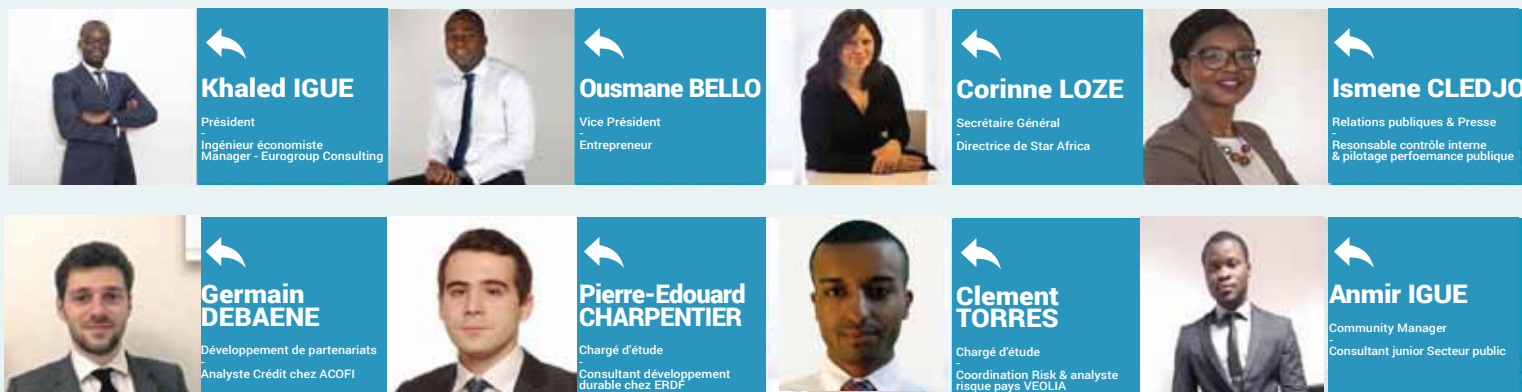 Khaled IGUE
Président
-
Ingénieur économiste
Manager - Eurogroup Consulting
Ousmane BELLO
Vice Président
-
Entrepreneur
Corinne LOZE
Secrétaire Général
-
Directrice de Star Africa
Ismene CLEDJO
Relations publiques & Presse
-
Resonsable contrôle interne
& pilotage perfoemance publique
Germain
DEBAENE
Développement de partenariats
-
Analyste Crédit chez ACOFI
Pierre-Edouard
CHARPENTIER
Chargé d'étude
-
Consultant développement
durable chez ERDF
Clement
TORRES
Chargé d'étude
-
Coordination Risk & analyste
risque pays VEOLIA
Anmir IGUE
Community Manager
-
Consultant junior Secteur public